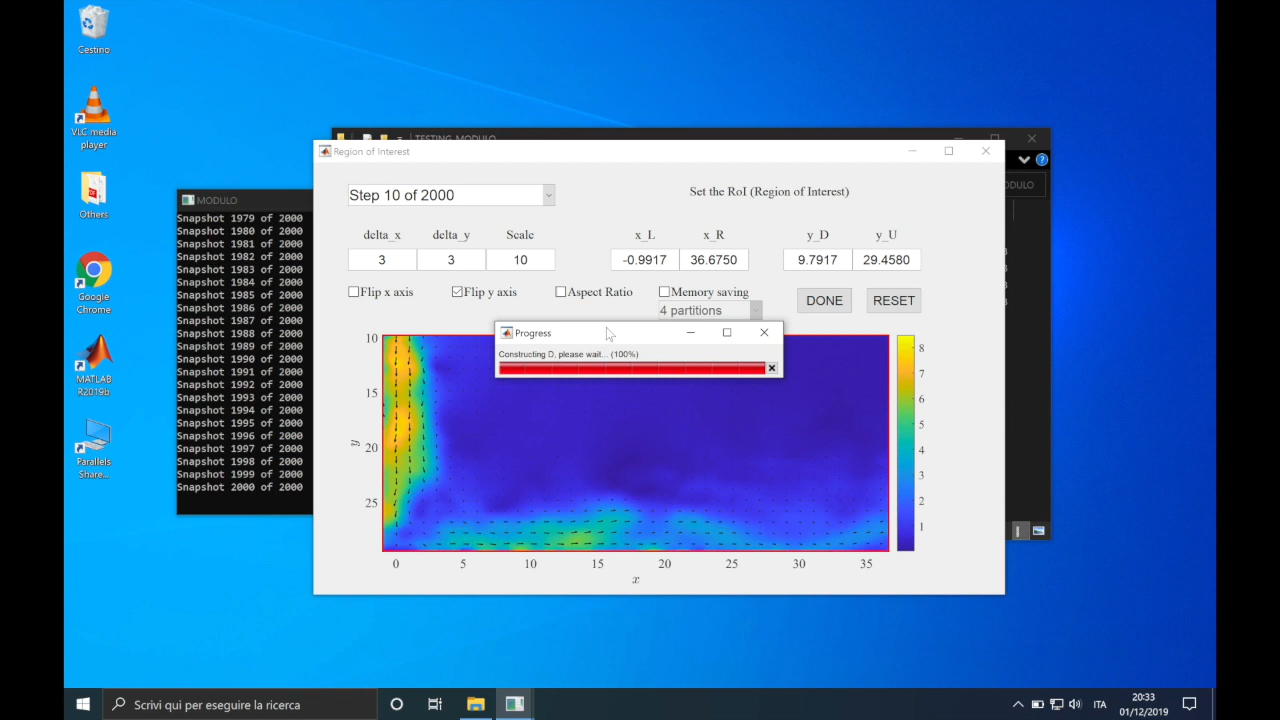 Cestino
VLC media
player
Others
Google
Chrome
MATLAB
R2019b
Parallels
Share...
MODULO
Snapshot 1979 of 2000
Snapshot 1980 of 2000
Snapshot 1981 of 2000
Snapshot 1982 of 2000
Snapshot 1983 of 2000
Snapshot 1984 of 2000
Snapshot 1985 of 2000
Snapshot 1986 of 2000
Snapshot 1987 of 2000
Snapshot 1988 of 2000
Snapshot 1989 of 2000
Snapshot 1990 of 2000
Snapshot 1991 of 2000
Snapshot 1992 of 2000
Snapshot 1993 of 2000
Snapshot 1994 of 2000
Snapshot 1995 of 2000
Snapshot 1996 of 2000
Snapshot 1997 of 2000
Snapshot 1998 of 2000
Snapshot 1999 of 2000
Snapshot 2000 of 2000
TESTING_MODULO
Region of Interest
Step 10 of 2000
Set the RoI (Region of Interest)
delta_x delta_y Scale x_L x_R y_D y_U
3 3 10 -0.9917 36.6750 9.7917 29.4580
Flip x axis Flip y axis Aspect Ratio Memory saving DONE RESET
4 partitions
Progress
Constructing D, please wait... (100%)
10
15
20
25
y
0 5 10 15 20 25 30 35
x
8
7
6
5
4
3
2
1
Scrivi qui per eseguire la ricerca
ITA
20:33
01/12/2019